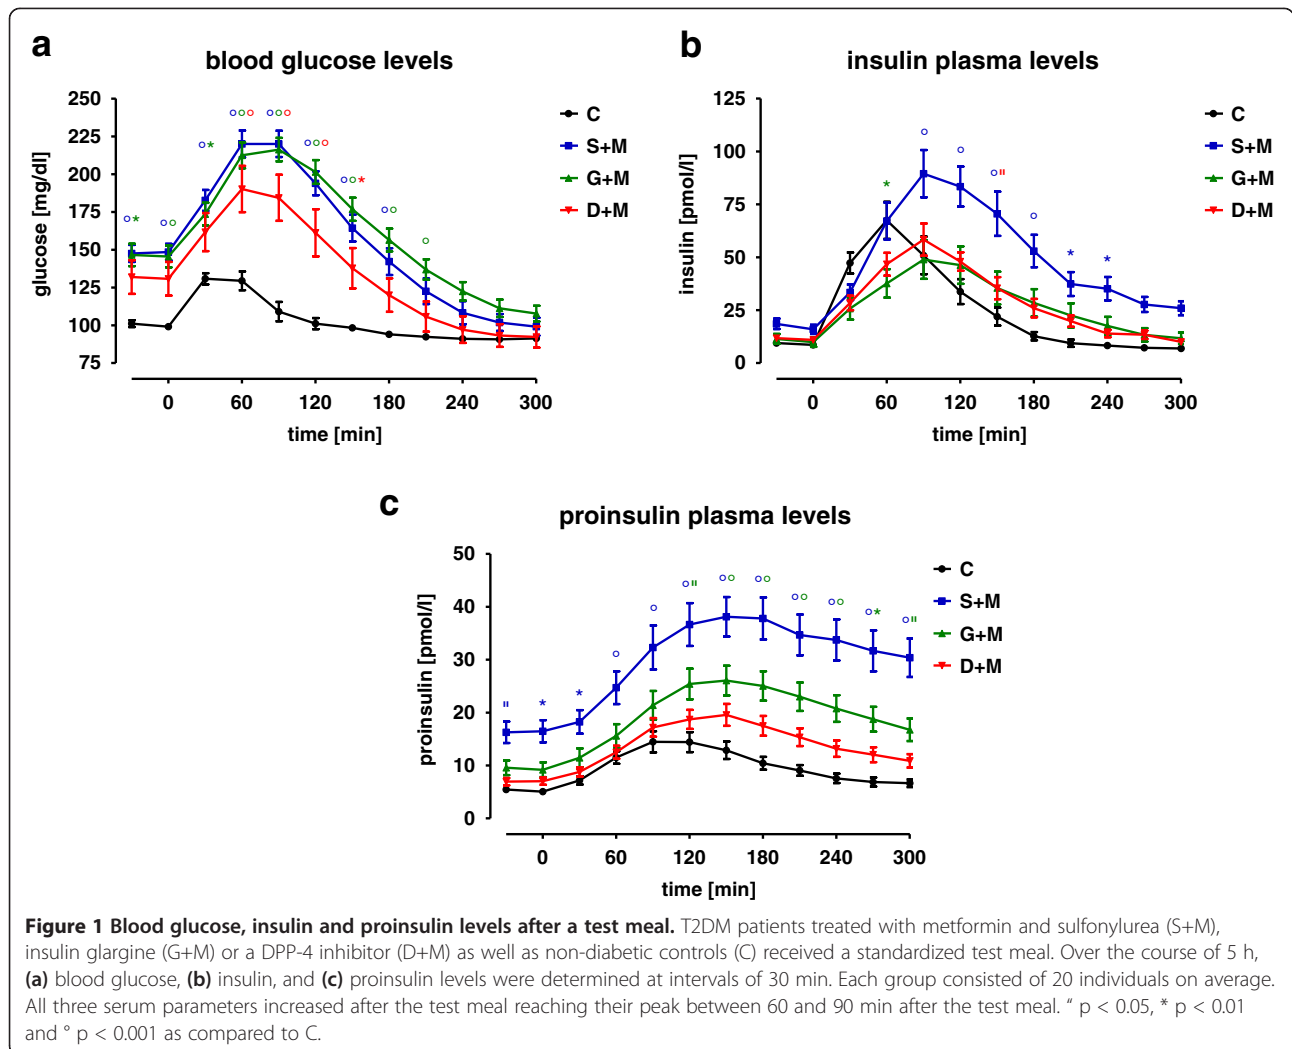 a
blood glucose levels
250
225
200
175
150
125
100
75
glucose [mg/dl]
0 60 120 180 240 300
time [min]
C
S+M
G+M
D+M
b
insulin plasma levels
125
100
75
50
25
0
insulin [pmol/l]
0 60 120 180 240 300
time [min]
C
S+M
G+M
D+M
c
proinsulin plasma levels
50
40
30
20
10
0
proinsulin [pmol/l]
0 60 120 180 240 300
time [min]
C
S+M
G+M
D+M
Figure 1 Blood glucose, insulin and proinsulin levels after a test meal. T2DM patients treated with metformin and sulfonylurea (S+M),
insulin glargine (G+M) or a DPP-4 inhibitor (D+M) as well as non-diabetic controls (C) received a standardized test meal. Over the course of 5 h,
(a) blood glucose, (b) insulin, and (c) proinsulin levels were determined at intervals of 30 min. Each group consisted of 20 individuals on average.
All three serum parameters increased after the test meal reaching their peak between 60 and 90 min after the test meal. " p < 0.05, * p < 0.01
and ° p < 0.001 as compared to C.